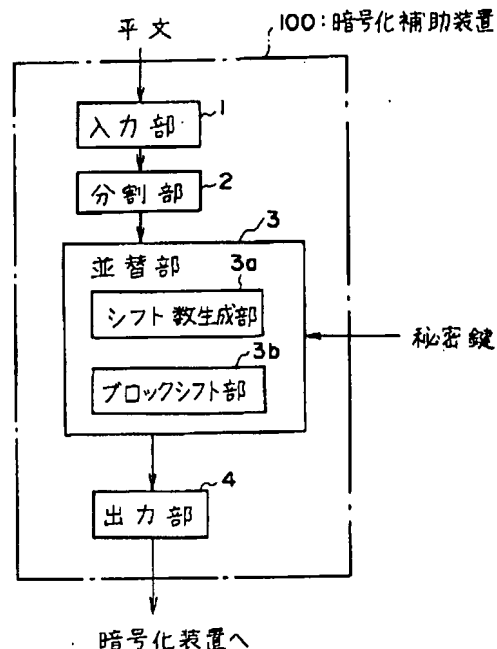 平文
100:暗号化補助装置
1
入力部
分割部
2
3
並替部
3a
シフト数生成部
3b
ブロックシフト部
秘密鍵
4
出力部
暗号化装置へ